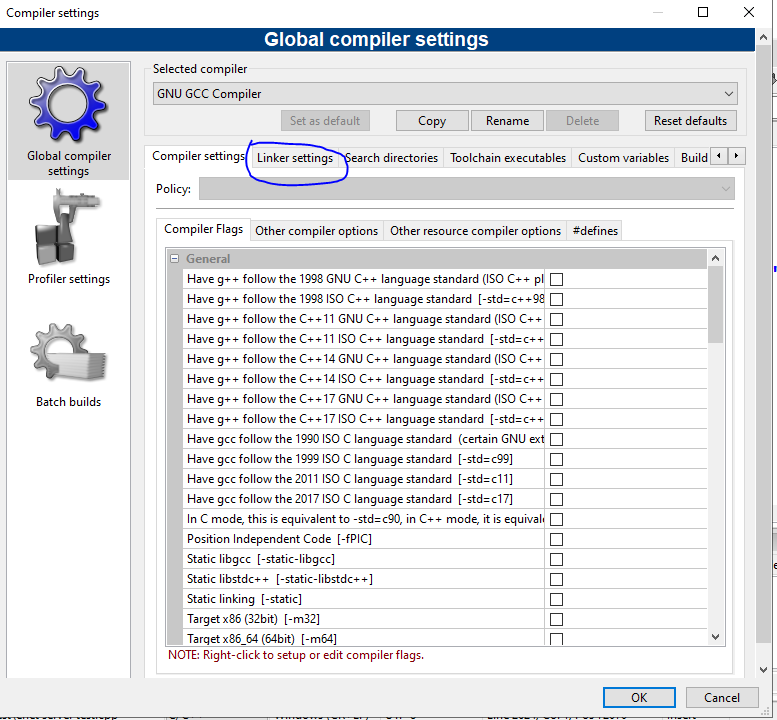 Compiler settings
Global compiler settings
Global compiler
settings
Profiler settings
Batch builds
Selected compiler
GNU GCC Compiler
Set as default
Copy
Rename
Delete
Reset defaults
Compiler settings
Linker settings
Search directories
Toolchain executables
Custom variables
Build
Policy:
Compiler Flags
Other compiler options
Other resource compiler options
#defines
General
Have g++ follow the 1998 GNU C++ language standard (ISO C++ pl
Have g++ follow the 1998 ISO C++ language standard [-std=c++98
Have g++ follow the C++11 GNU C++ language standard (ISO C++
Have g++ follow the C++11 ISO C++ language standard [-std=c++
Have g++ follow the C++14 GNU C++ language standard (ISO C++
Have g++ follow the C++14 ISO C++ language standard [-std=c++
Have g++ follow the C++17 GNU C++ language standard (ISO C++
Have g++ follow the C++17 ISO C++ language standard [-std=c++
Have gcc follow the 1990 ISO C language standard (certain GNU ext
Have gcc follow the 1999 ISO C language standard [-std=c99]
Have gcc follow the 2011 ISO C language standard [-std=c11]
Have gcc follow the 2017 ISO C language standard [-std=c17]
In C mode, this is equivalent to -std=c90, in C++ mode, it is equivale
Position Independent Code [-fPIC]
Static libgcc [-static-libgcc]
Static libstdc++ [-static-libstdc++]
Static linking [-static]
Target x86 (32bit) [-m32]
Target x86_64 (64bit) [-m64]
NOTE: Right-click to setup or edit compiler flags.
OK
Cancel